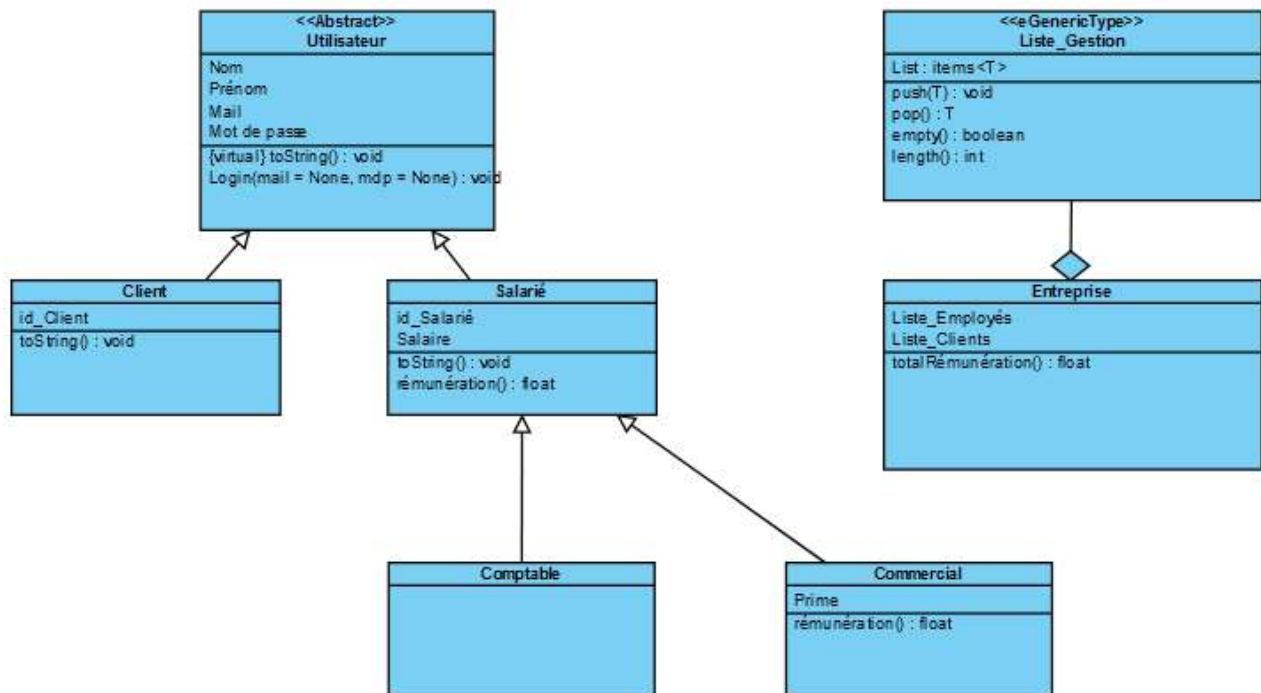 <<Abstract>>
Utilisateur
Nom
Prénom
Mail
Mot de passe
{virtual} toString() : void
Login(mail = None, mdp = None) : void
<<eGenericType>>
Liste_Gestion
List : items<T>
push(T) : void
pop() : T
empty() : boolean
length() : int
Client
id_Client
toString() : void
Salarié
id_Salarié
Salaire
toString() : void
rémunération() : float
Entreprise
Liste_Employés
Liste_Clients
totalRémunération() : float
Comptable
Commercial
Prime
rémunération() : float